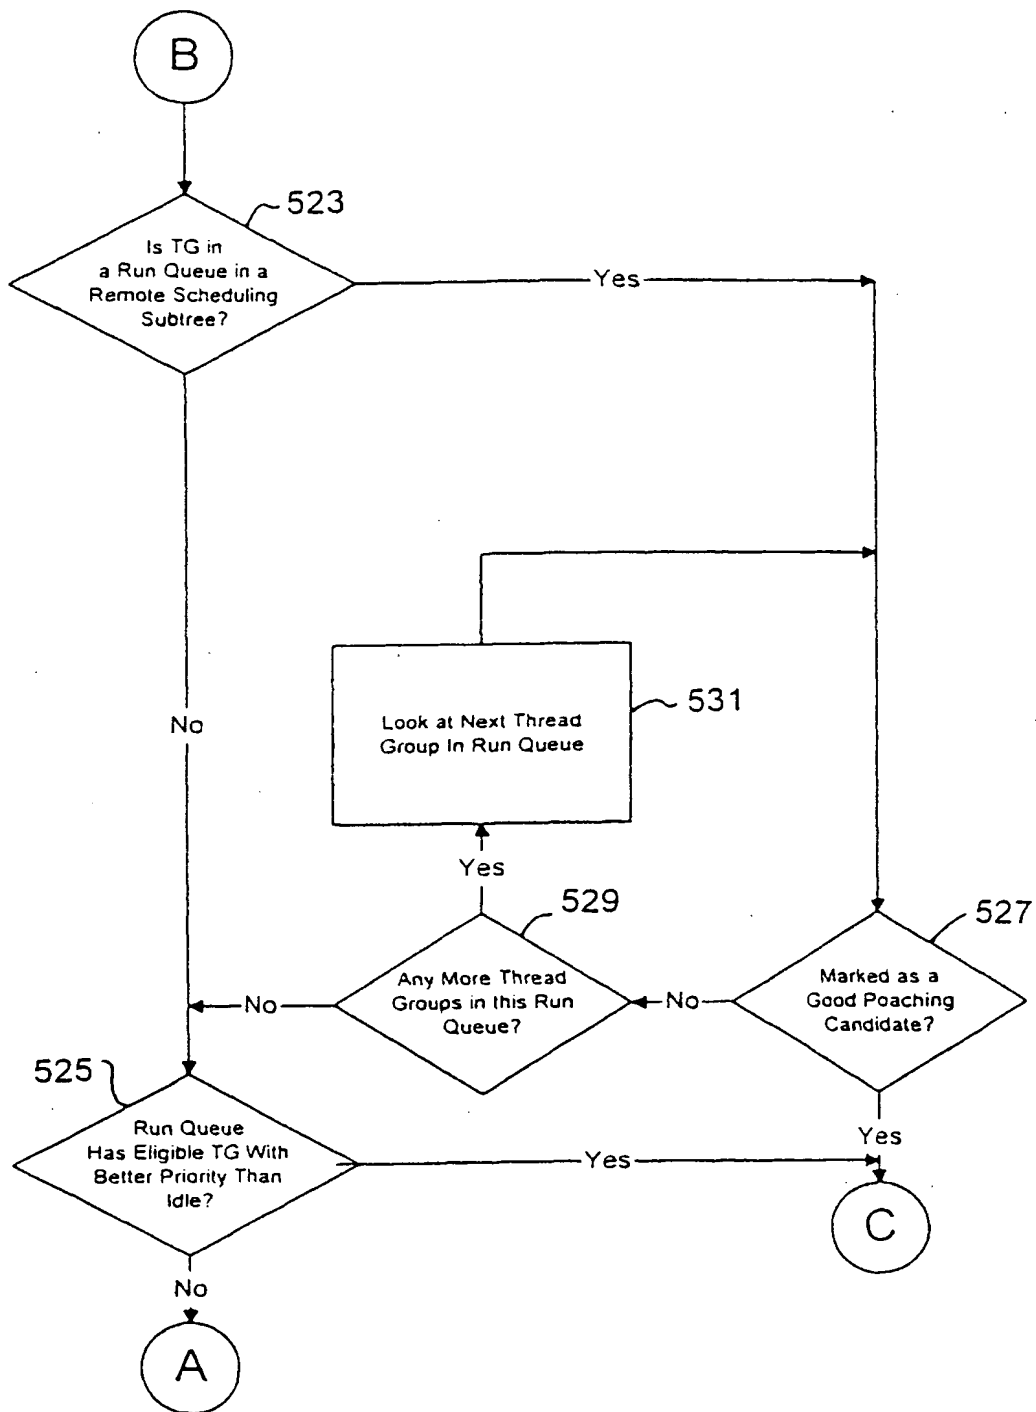 B
523
Is TG in
a Run Queue in a
Remote Scheduling
Subtree?
Yes
No
531
Look at Next Thread
Group In Run Queue
Yes
529
Any More Thread
Groups in this Run
Queue?
No
No
527
Marked as a
Good Poaching
Candidate?
Yes
525
Run Queue
Has Eligible TG With
Better Priority Than
Idle?
Yes
No
C
A